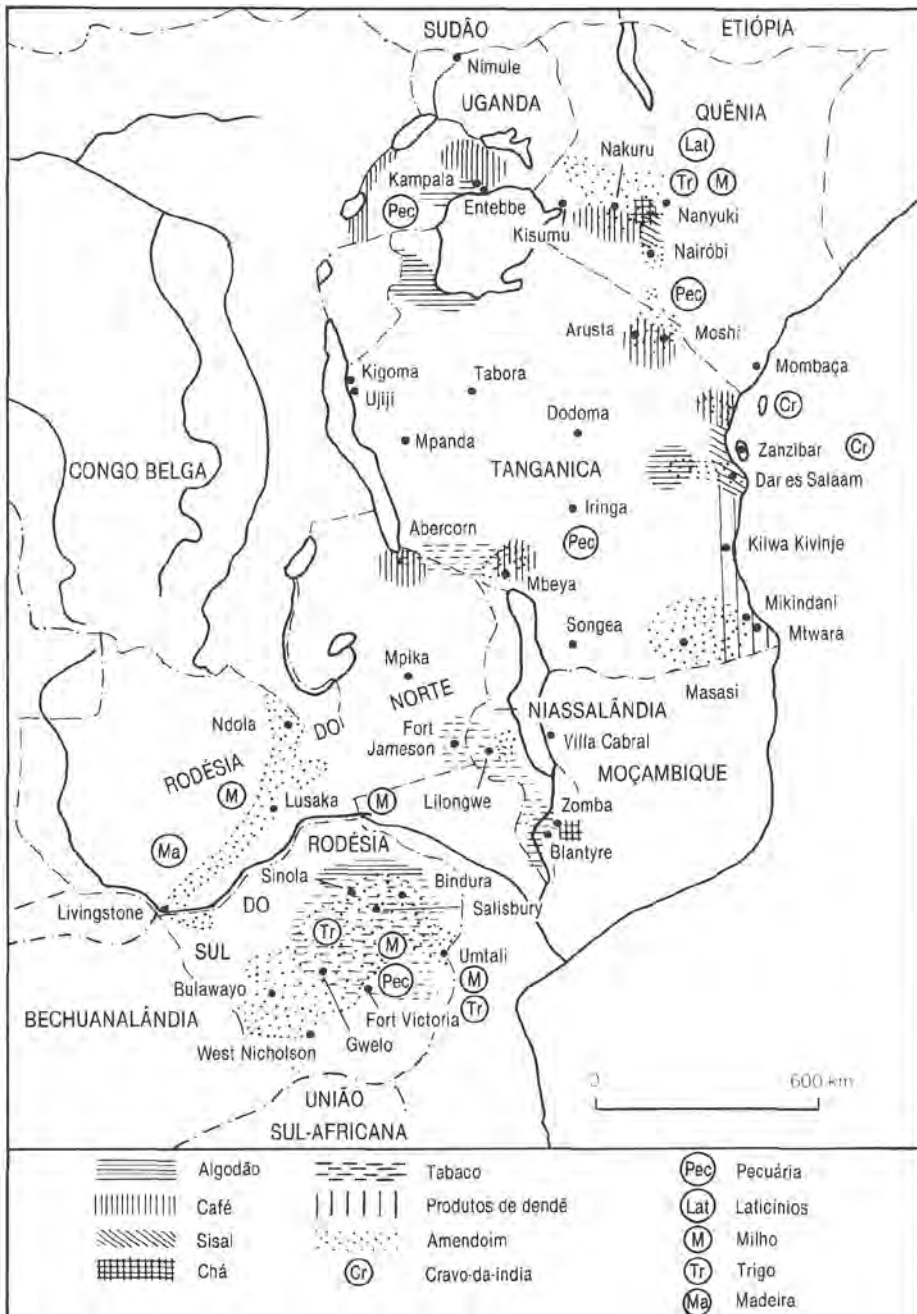 SUDÃO
ETIÓPIA
Nimule
UGANDA
QUÊNIA
Lat
Nakuru
Kampala
Tr
M
Pec
Entebbe
Nanyuki
Kisumu
Nairóbi
Pec
Arusta
Moshi
Mombaça
Kigoma
Tabora
Ujiji
Cr
Dodoma
Mpanda
Zanzibar
Cr
CONGO BELGA
TANGANICA
Dar es Salaam
Iringa
Abercorn
Pec
Kilwa Kivinje
Mbeya
Mikindani
Songea
Mtwara
Mpika
Masasi
NORTE
NIASSALÂNDIA
Ndola
DO
Fort
Jameson
Villa Cabral
RODÉSIA
MOÇAMBIQUE
M
Lusaka
M
Lilongwe
Zomba
Ma
RODÉSIA
Blantyre
Sinola
Bindura
Livingstone
DO
Salisbury
Tr
SUL
M
Umtali
Bulawayo
Pec
M
BECHUANALÂNDIA
Fort Victoria
Tr
West Nicholson
Gwelo
0
600 km
UNIÃO
SUL-AFRICANA
Algodão
Tabaco
Pec
Pecuária
Café
Produtos de dendê
Lat
Laticínios
Sisal
Amendoim
M
Milho
Chá
Cr
Cravo-da-índia
Tr
Trigo
Ma
Madeira